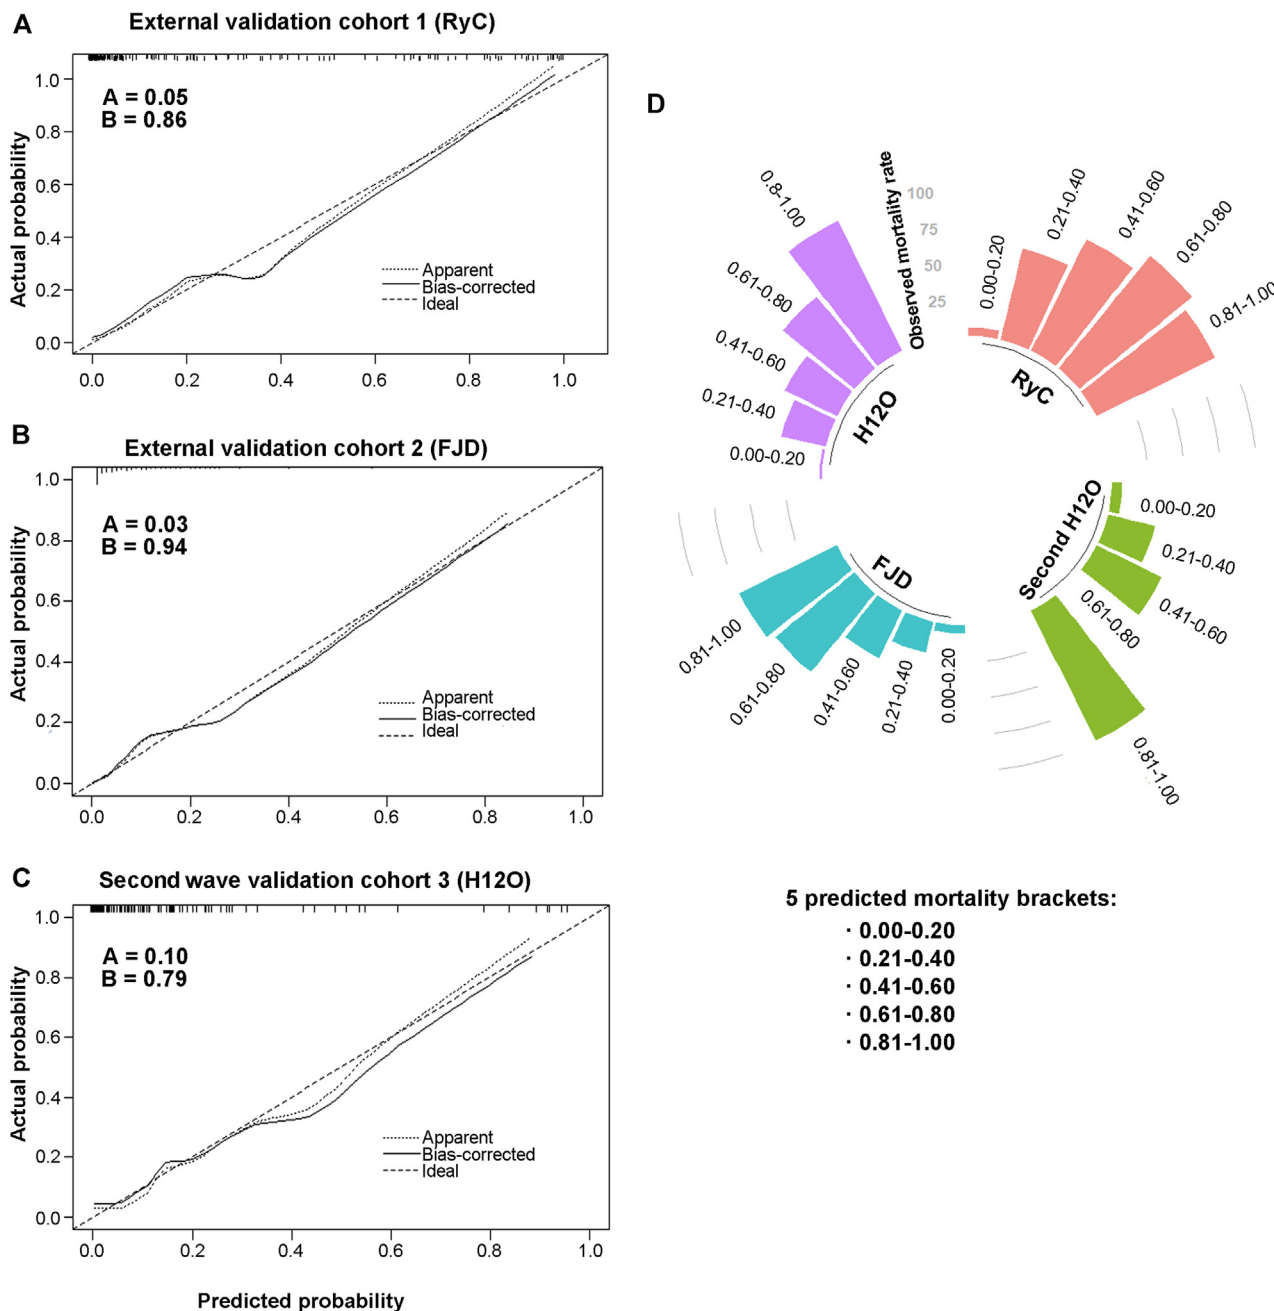 A
External validation cohort 1 (RyC)
A = 0.05
B = 0.86
Actual probability
1.0
0.8
0.6
0.4
0.2
0.0
Apparent
Bias-corrected
Ideal
0.0 0.2 0.4 0.6 0.8 1.0
B
External validation cohort 2 (FJD)
A = 0.03
B = 0.94
Actual probability
1.0
0.8
0.6
0.4
0.2
0.0
Apparent
Bias-corrected
Ideal
0.0 0.2 0.4 0.6 0.8 1.0
C
Second wave validation cohort 3 (H12O)
A = 0.10
B = 0.79
Actual probability
1.0
0.8
0.6
0.4
0.2
0.0
Apparent
Bias-corrected
Ideal
0.0 0.2 0.4 0.6 0.8 1.0
Predicted probability
D
Observed mortality rate
100
75
50
25
RyC
0.00-0.20
0.21-0.40
0.41-0.60
0.61-0.80
0.81-1.00
Second H12O
0.00-0.20
0.21-0.40
0.41-0.60
0.61-0.80
0.81-1.00
FJD
0.00-0.20
0.21-0.40
0.41-0.60
0.61-0.80
0.81-1.00
H12O
0.00-0.20
0.21-0.40
0.41-0.60
0.61-0.80
0.8-1.00
5 predicted mortality brackets:
· 0.00-0.20
· 0.21-0.40
· 0.41-0.60
· 0.61-0.80
· 0.81-1.00